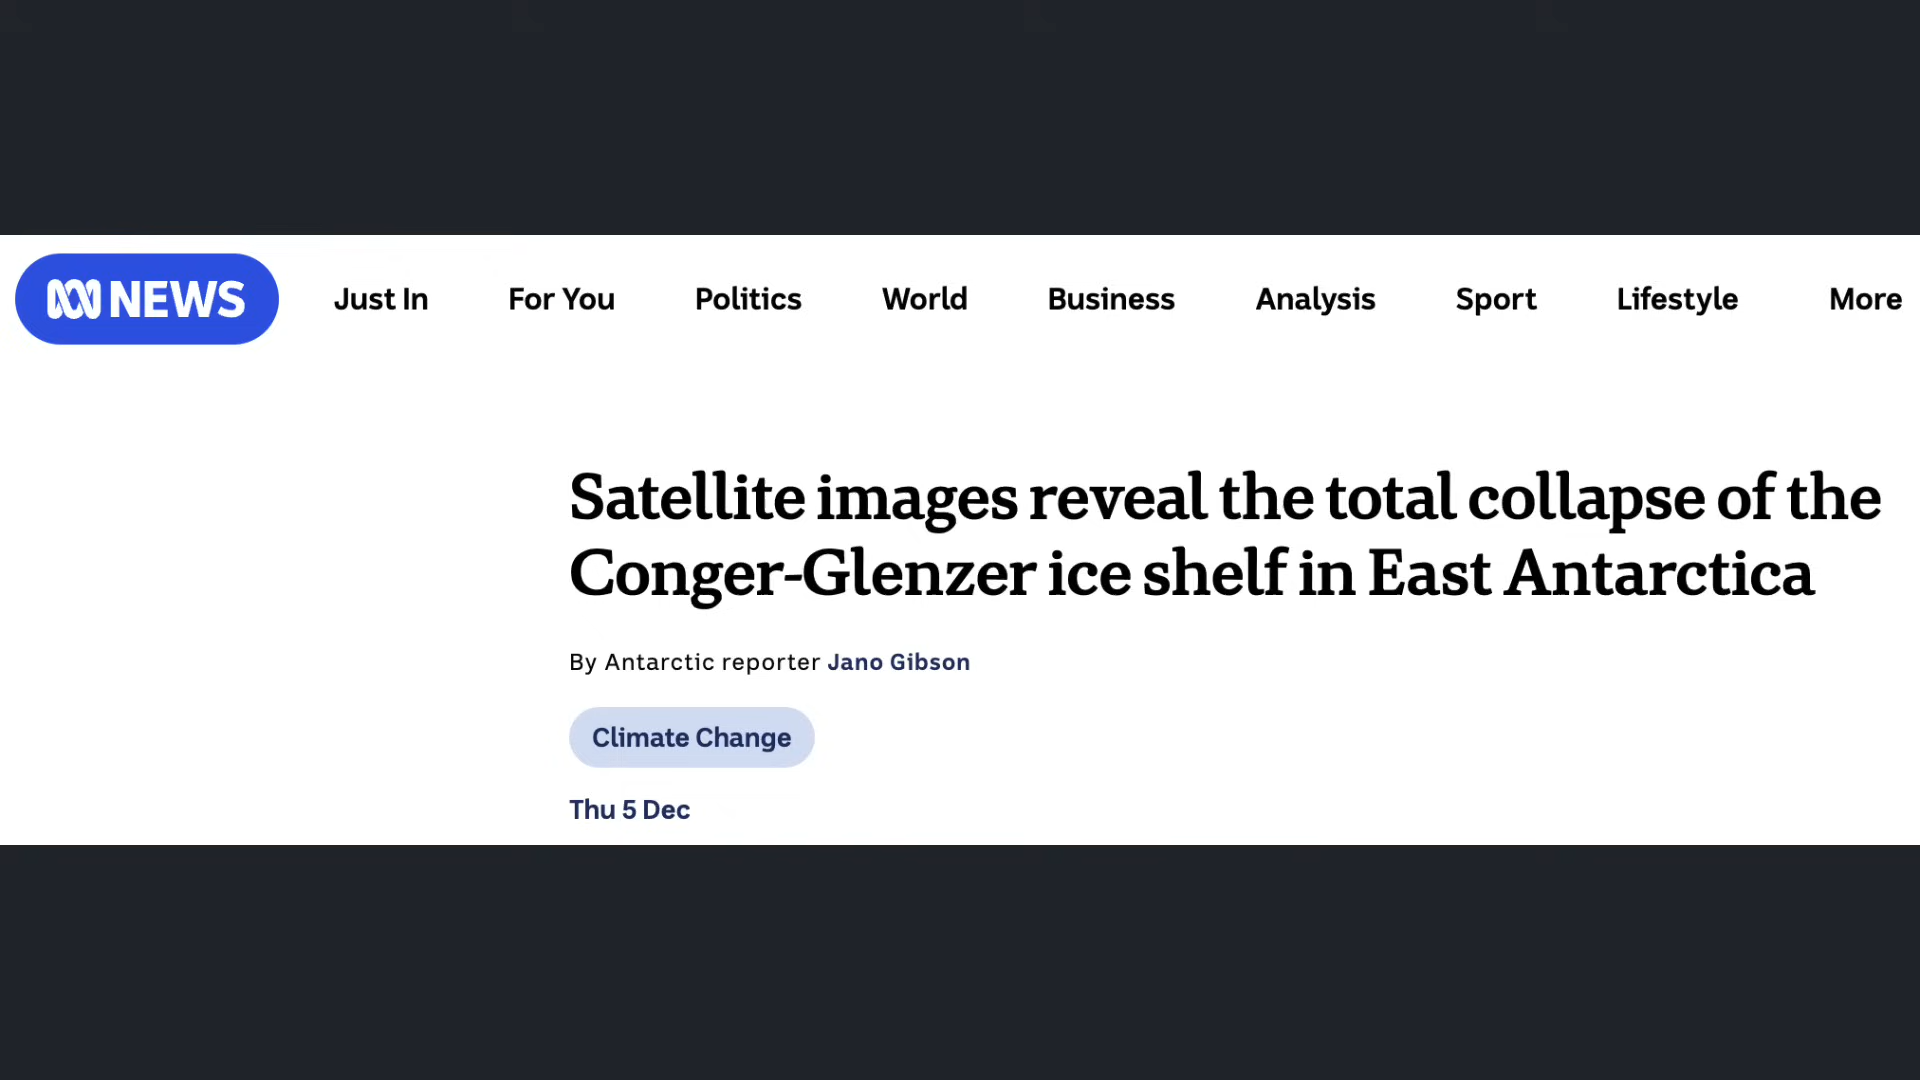 NEWS Just In For You Politics World Business Analysis Sport Lifestyle More
Satellite images reveal the total collapse of the
Conger-Glenzer ice shelf in East Antarctica
By Antarctic reporter Jano Gibson
Climate Change
Thu 5 Dec